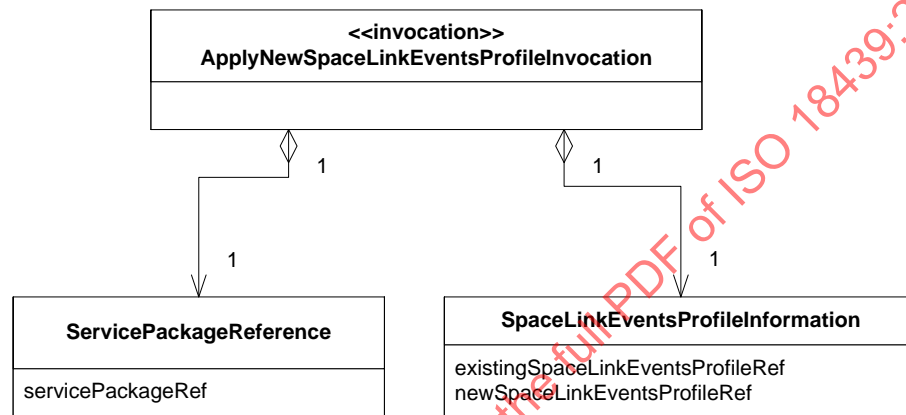 <<invocation>>
ApplyNewSpaceLinkEventsProfileInvocation
1
1
1
1
ServicePackageReference
servicePackageRef
SpaceLinkEventsProfileInformation
existingSpaceLinkEventsProfileRef
newSpaceLinkEventsProfileRef
the full PDF of ISO 18439: